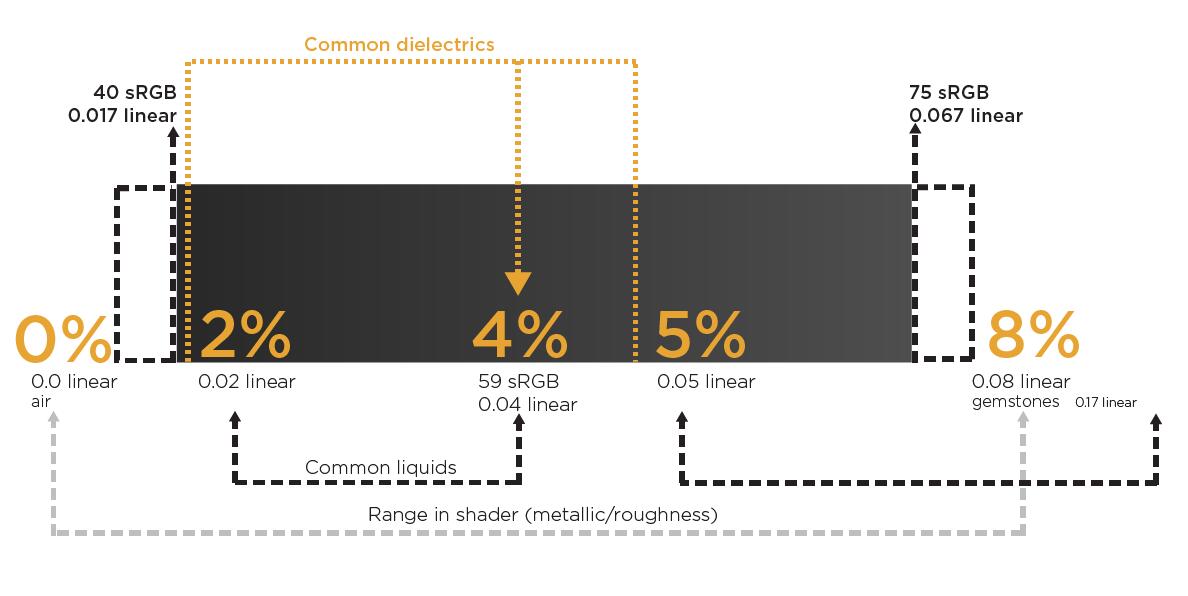 Common dielectrics
40 sRGB
0.017 linear
75 sRGB
0.067 linear
0%
2%
4%
5%
8%
0.0 linear
air
0.02 linear
59 sRGB
0.04 linear
0.05 linear
0.08 linear
gemstones
0.17 linear
Common liquids
Range in shader (metallic/roughness)